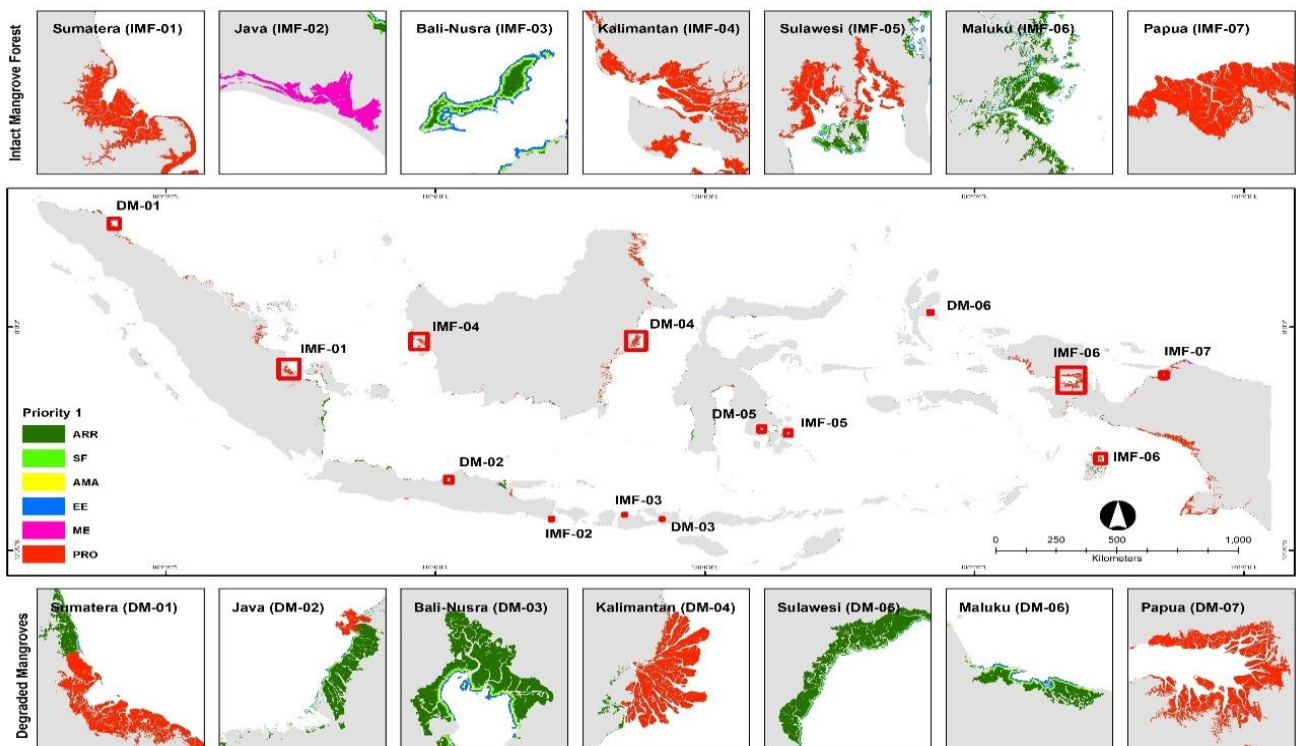 Intact Mangrove Forest
Sumatera (IMF-01)
Java (IMF-02)
Bali-Nusra (IMF-03)
Kalimantan (IMF-04)
Sulawesi (IMF-05)
Maluku (IMF-06)
Papua (IMF-07)
DM-01
DM-06
IMF-04
DM-04
IMF-01
IMF-06
IMF-07
DM-05
IMF-05
IMF-06
DM-02
IMF-03
IMF-02
DM-03
Priority 1
ARR
SF
AMA
EE
ME
PRO
0 250 500 750 1,000
Kilometers
Degraded Mangroves
Sumatera (DM-01)
Java (DM-02)
Bali-Nusra (DM-03)
Kalimantan (DM-04)
Sulawesi (DM-05)
Maluku (DM-06)
Papua (DM-07)